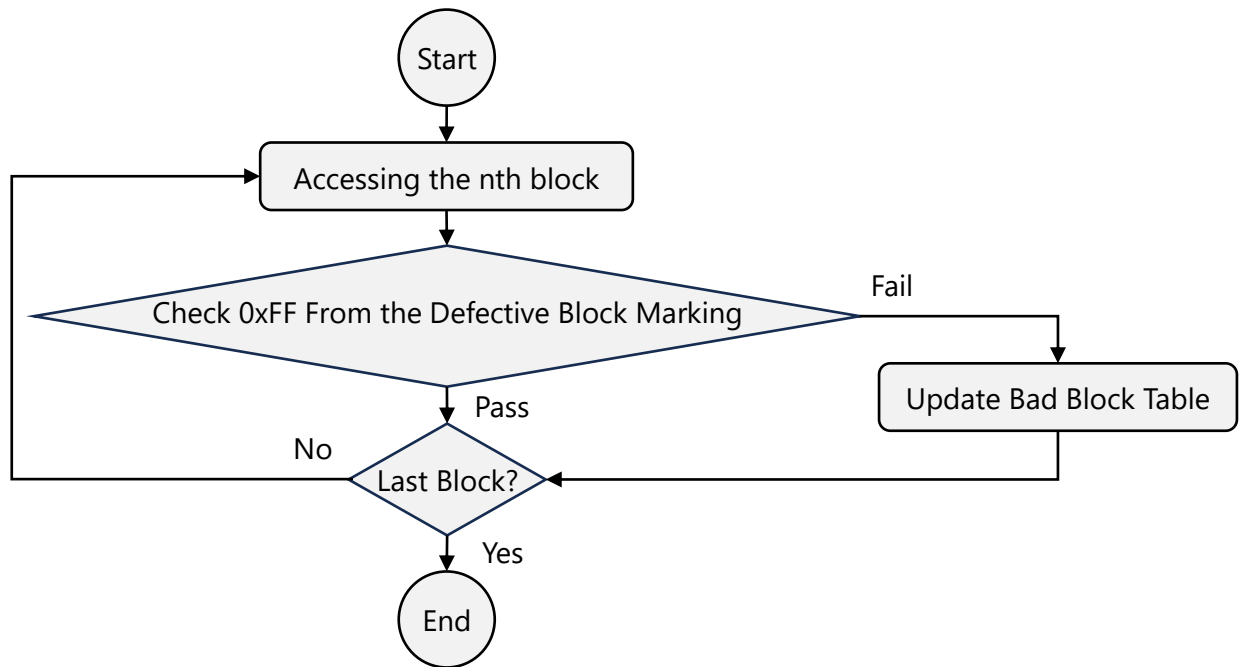 Start
Accessing the nth block
Check 0xFF From the Defective Block Marking
Fail
Update Bad Block Table
Pass
No
Last Block?
Yes
End